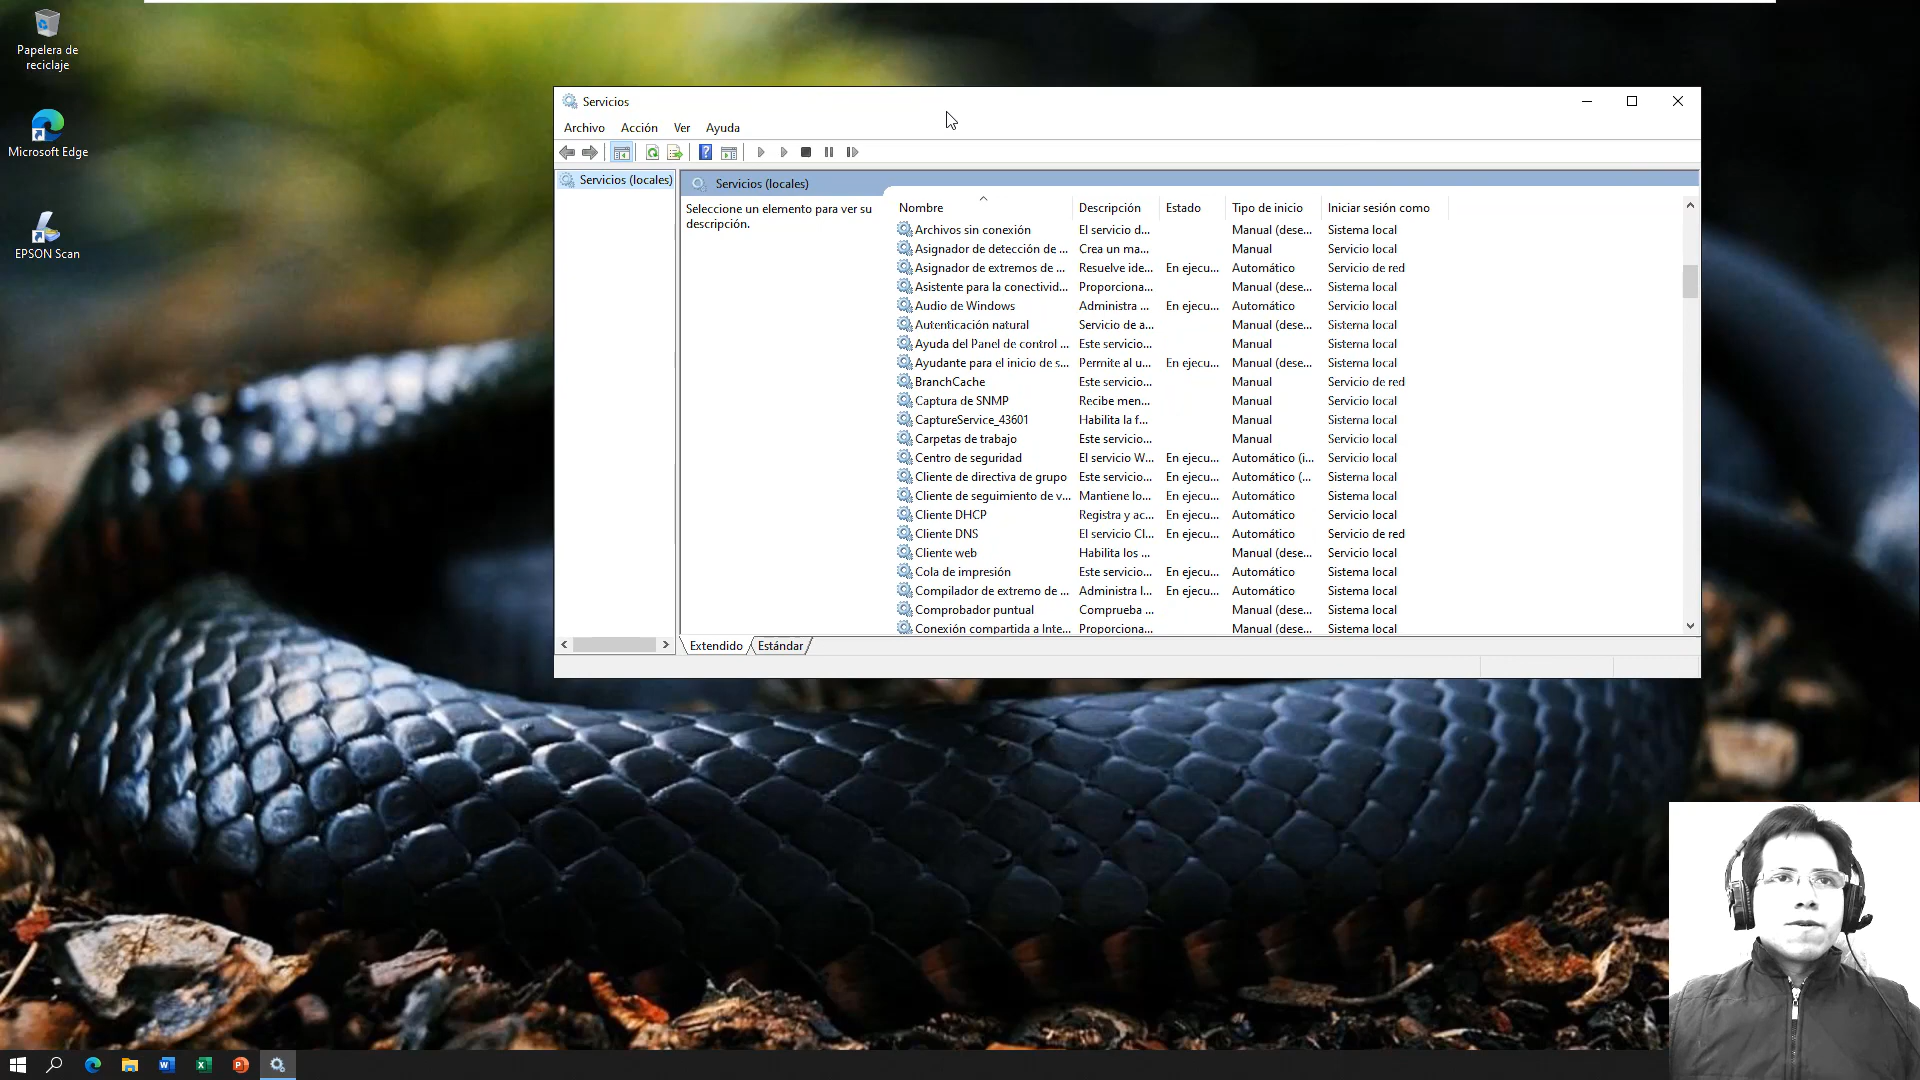 Papelera de
reciclaje
Microsoft Edge
EPSON Scan
Servicios
Archivo Acción Ver Ayuda
Servicios (locales)
Servicios (locales)
Seleccione un elemento para ver su
descripción.
Nombre Descripción Estado Tipo de inicio Iniciar sesión como
Archivos sin conexión El servicio d... Manual (dese... Sistema local
Asignador de detección de ... Crea un ma... Manual Servicio local
Asignador de extremos de ... Resuelve ide... En ejecu... Automático Servicio de red
Asistente para la conectivid... Proporciona... Manual (dese... Sistema local
Audio de Windows Administra ... En ejecu... Automático Servicio local
Autenticación natural Servicio de a... Manual (dese... Sistema local
Ayuda del Panel de control ... Este servicio... Manual Sistema local
Ayudante para el inicio de s... Permite al u... En ejecu... Manual (dese... Sistema local
BranchCache Este servicio... Manual Servicio de red
Captura de SNMP Recibe men... Manual Servicio local
CaptureService_43601 Habilita la f... Manual Sistema local
Carpetas de trabajo Este servicio... Manual Servicio local
Centro de seguridad El servicio W... En ejecu... Automático (i... Servicio local
Cliente de directiva de grupo Este servicio... En ejecu... Automático (... Sistema local
Cliente de seguimiento de v... Mantiene lo... En ejecu... Automático Sistema local
Cliente DHCP Registra y ac... En ejecu... Automático Servicio local
Cliente DNS El servicio Cl... En ejecu... Automático Servicio de red
Cliente web Habilita los ... Manual (dese... Servicio local
Cola de impresión Este servicio... En ejecu... Automático Sistema local
Compilador de extremo de ... Administra l... En ejecu... Automático Sistema local
Comprobador puntual Comprueba ... Manual (dese... Sistema local
Conexión compartida a Inte... Proporciona... Manual (dese... Sistema local
Extendido Estándar